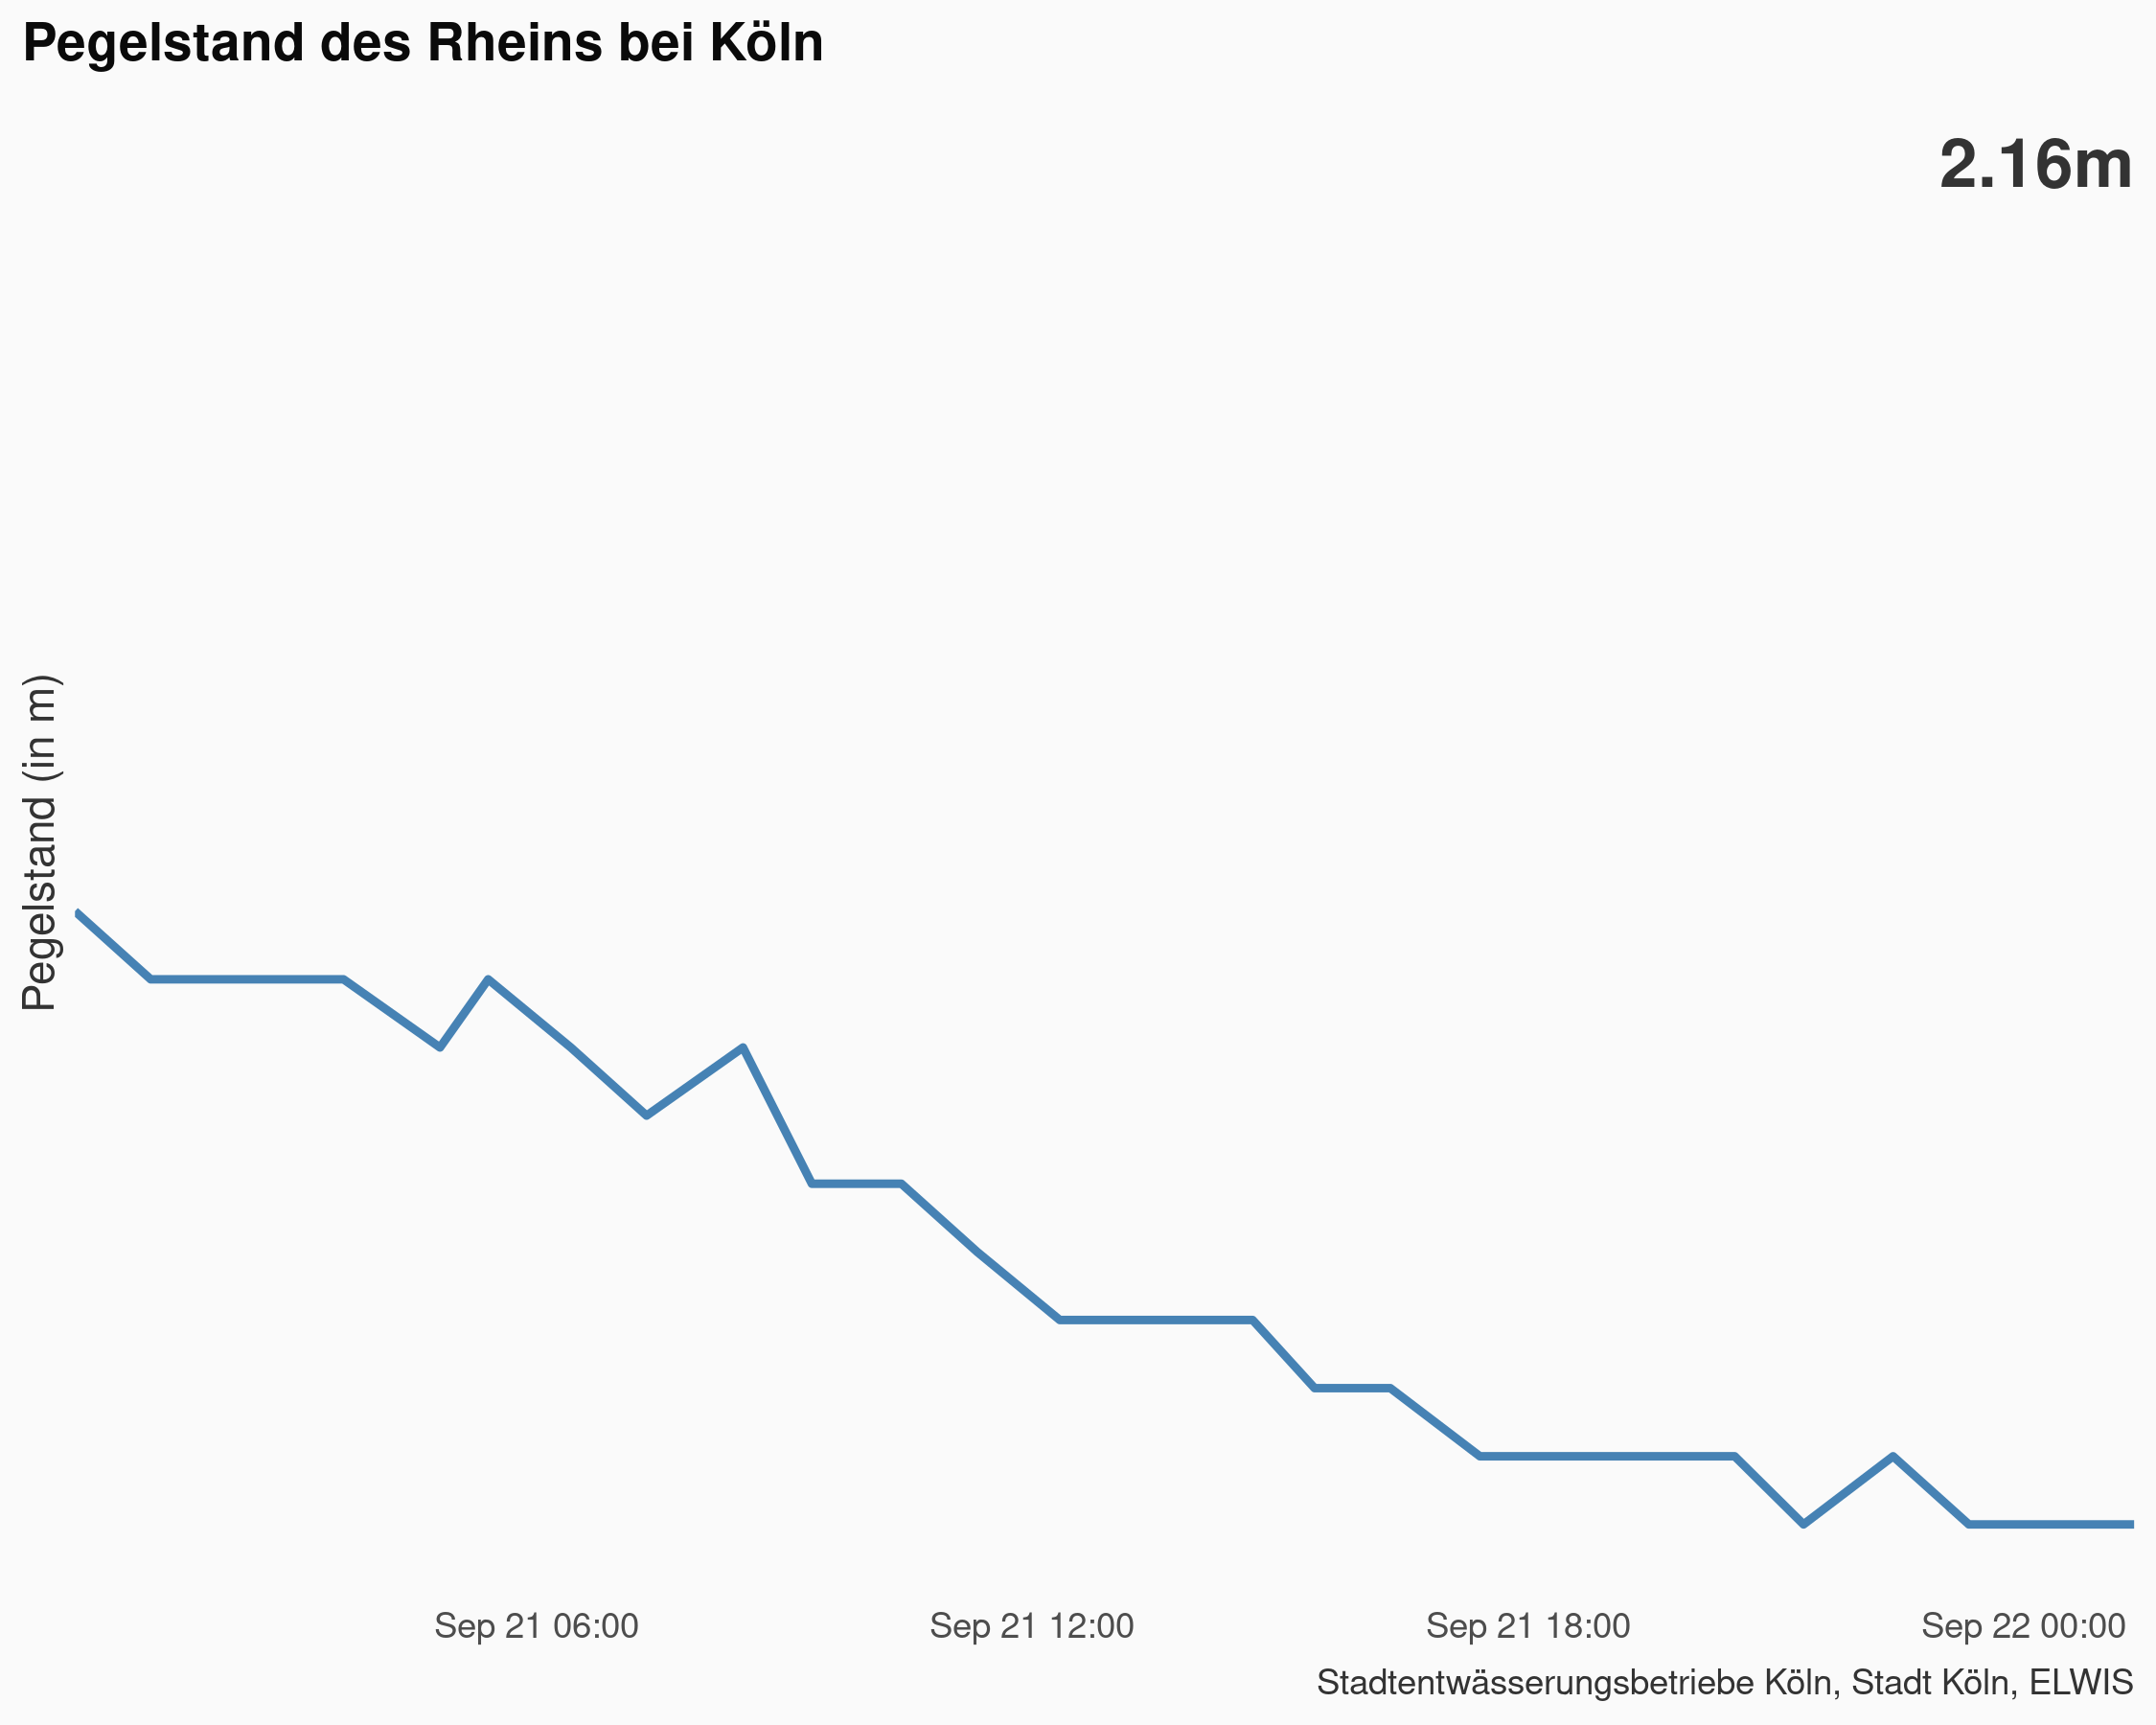 Pegelstand des Rheins bei Köln
2.16m
Pegelstand (in m)
Sep 21 06:00
Sep 21 12:00
Sep 21 18:00
Sep 22 00:00
Stadtentwässerungsbetriebe Köln, Stadt Köln, ELWIS